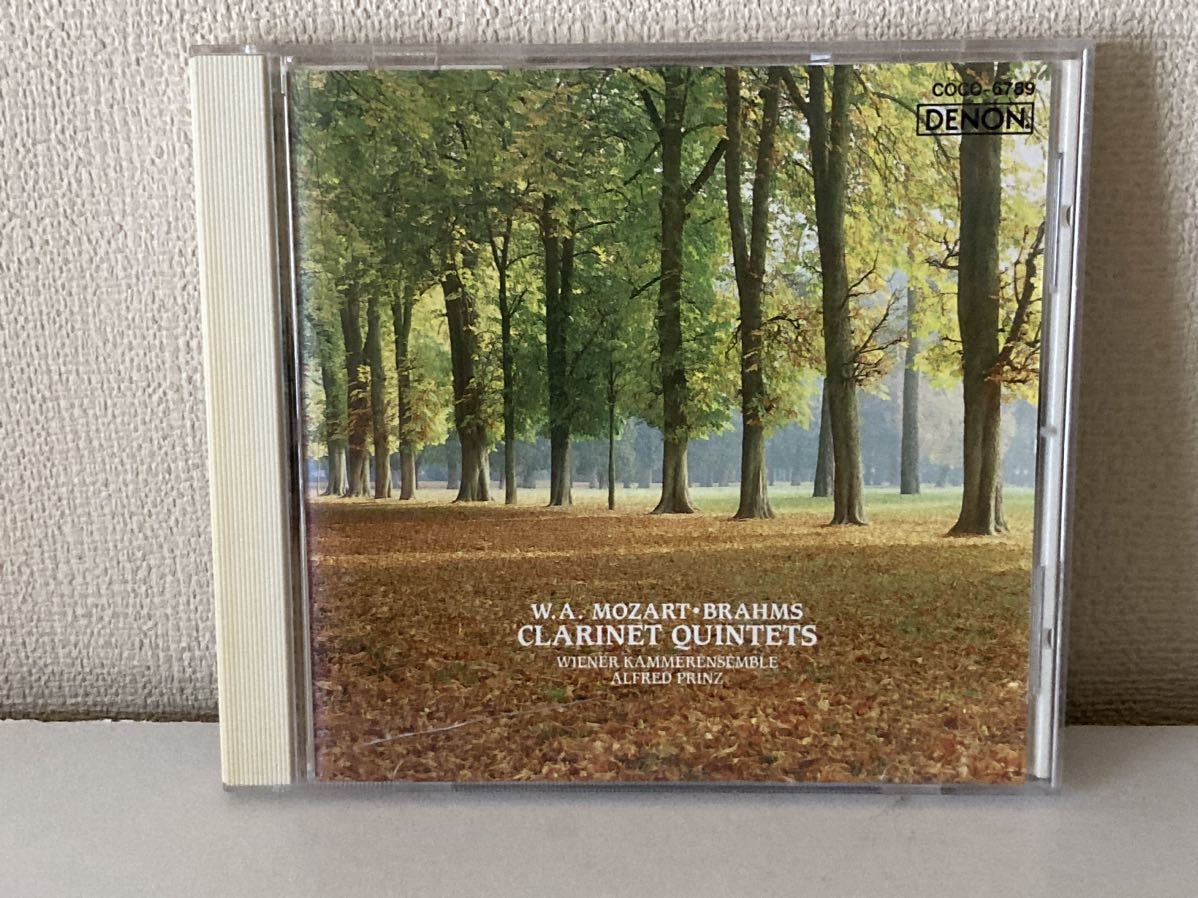 COCO-6789
DENON
W.A. MOZART•BRAHMS
CLARINET QUINTETS
WIENER KAMMERENSEMBLE
ALFRED PRINZ